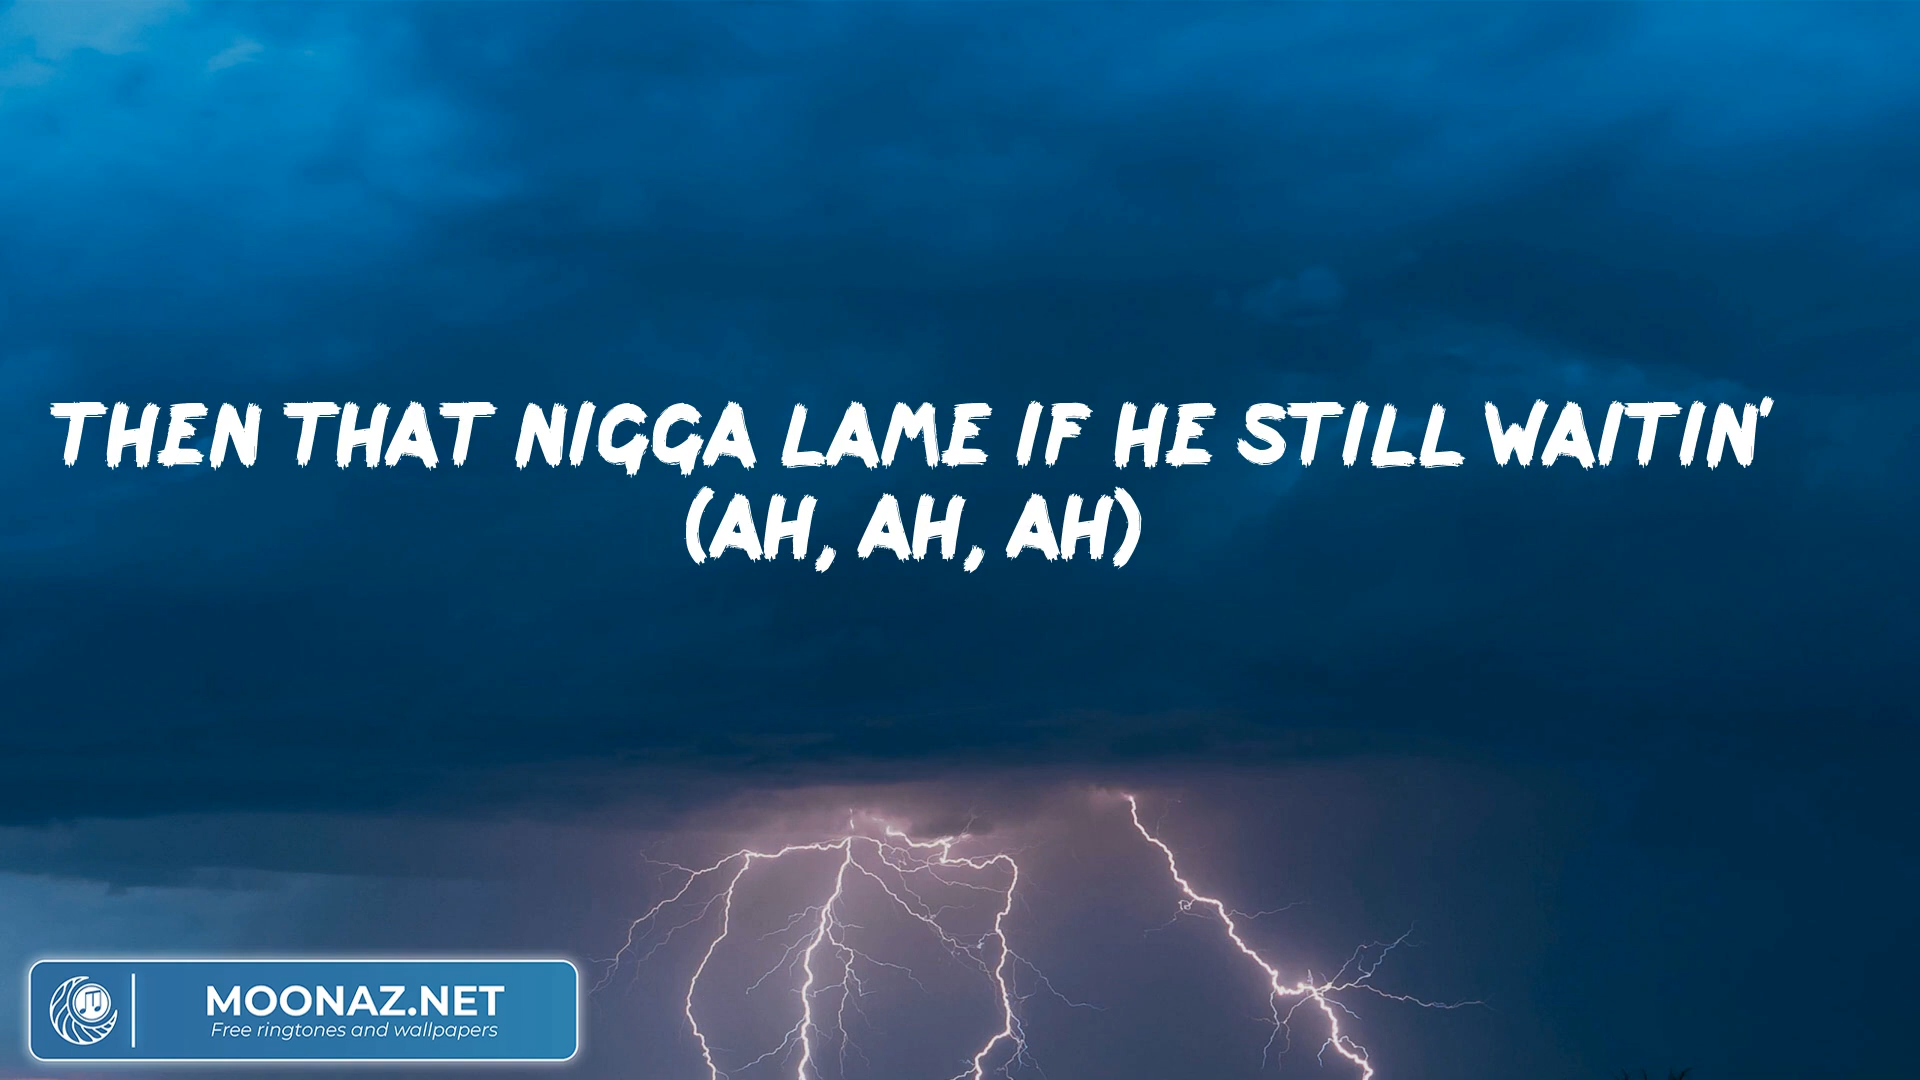 THEN THAT NIGGA LAME IF HE STILL WAITIN'
(AH, AH, AH)
MOONAZ.NET
Free ringtones and wallpapers